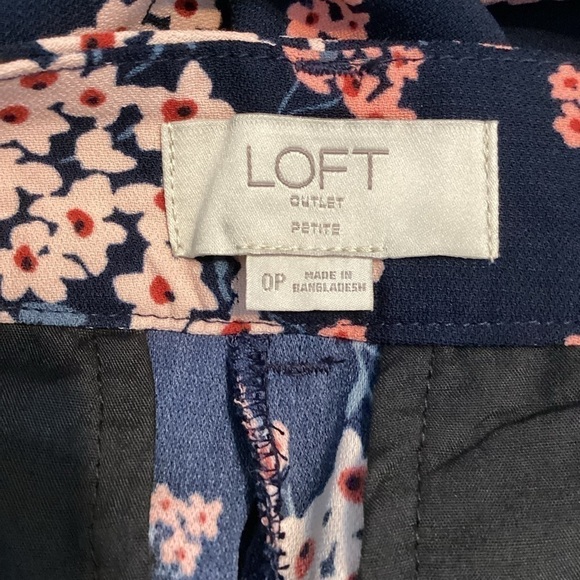 LOFT
OUTLET
PETITE
0P
MADE IN
BANGLADESH